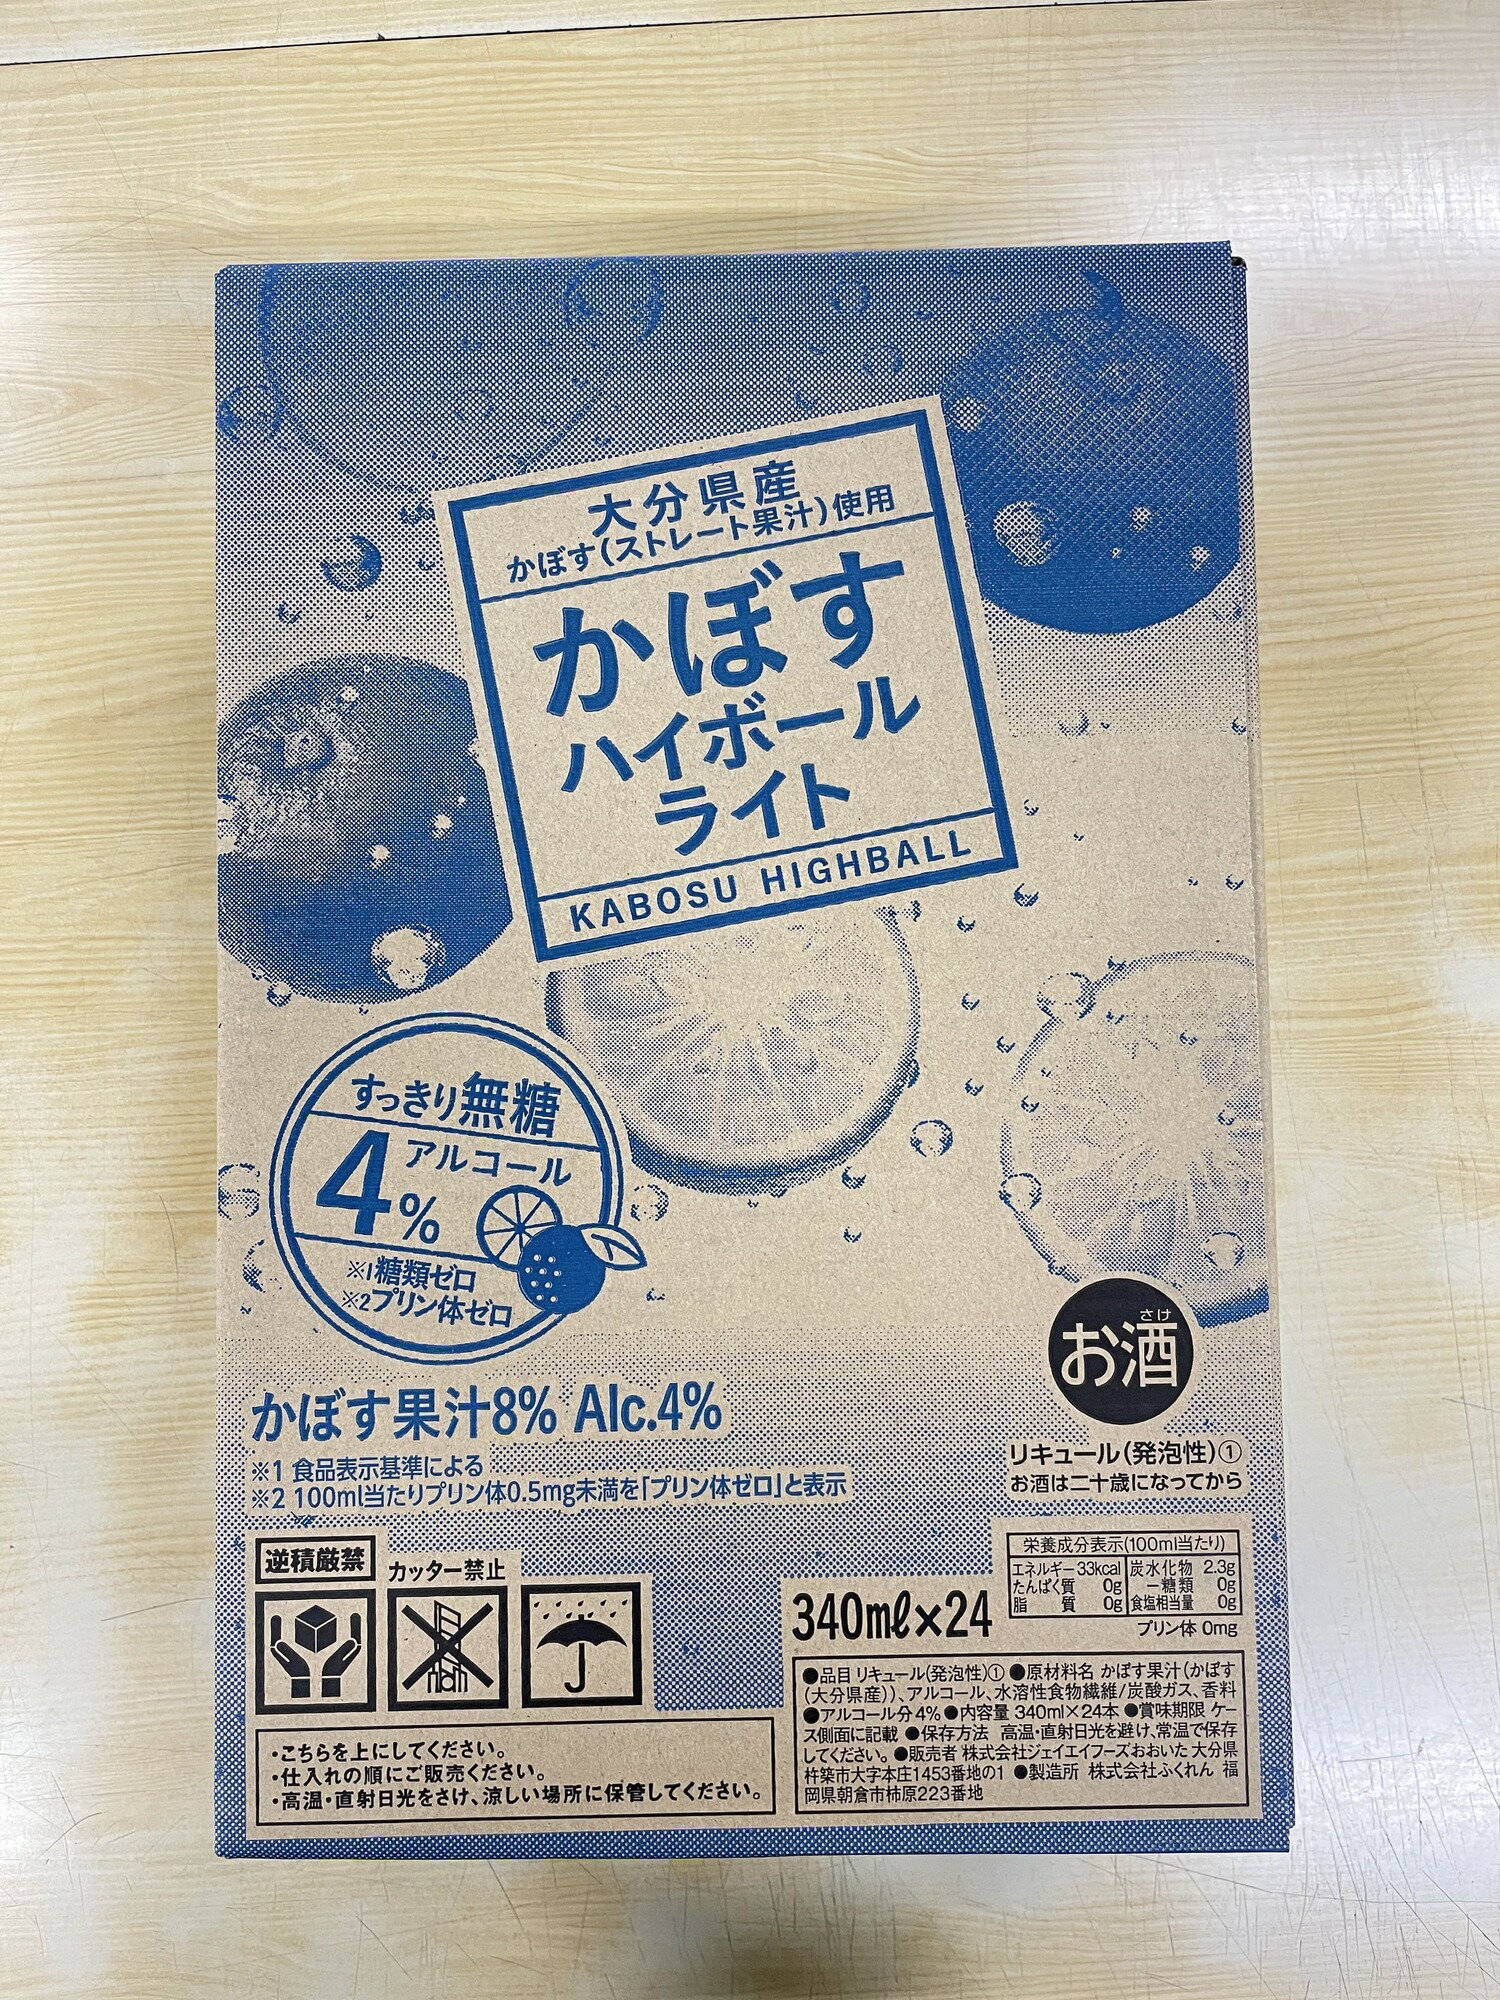 大分県産
かぼす(ストレート果汁)使用
かぼす
ハイボール
ライト
KABOSU HIGHBALL
すっきり無糖
アルコール
4%
※1糖類ゼロ
※2プリン体ゼロ
かぼす果汁8% Alc.4%
※1 食品表示基準による
※2 100ml当たりプリン体0.5mg未満を「プリン体ゼロ」と表示
さけ
お酒
リキュール(発泡性)①
お酒は二十歳になってから
逆積厳禁
カッター禁止
340mℓ×24
栄養成分表示(100ml当たり)
エネルギー 33kcal 炭水化物 2.3g
たんぱく質 0g −糖類 0g
脂質 0g 食塩相当量 0g
プリン体 0mg
・こちらを上にしてください。
・仕入れの順にご販売ください。
・高温・直射日光をさけ、涼しい場所に保管してください。
●品目 リキュール(発泡性)① ●原材料名 かぼす果汁(かぼす
(大分県産))、アルコール、水溶性食物繊維/炭酸ガス、香料
●アルコール分4% ●内容量 340ml×24本 ●賞味期限 ケー
ス側面に記載 ●保存方法 高温・直射日光を避け、常温で保存
してください。 ●販売者 株式会社ジェイエイフーズおおいた 大分県
杵築市大字本庄1453番地の1 ●製造所 株式会社ふくれん 福
岡県朝倉市柿原223番地